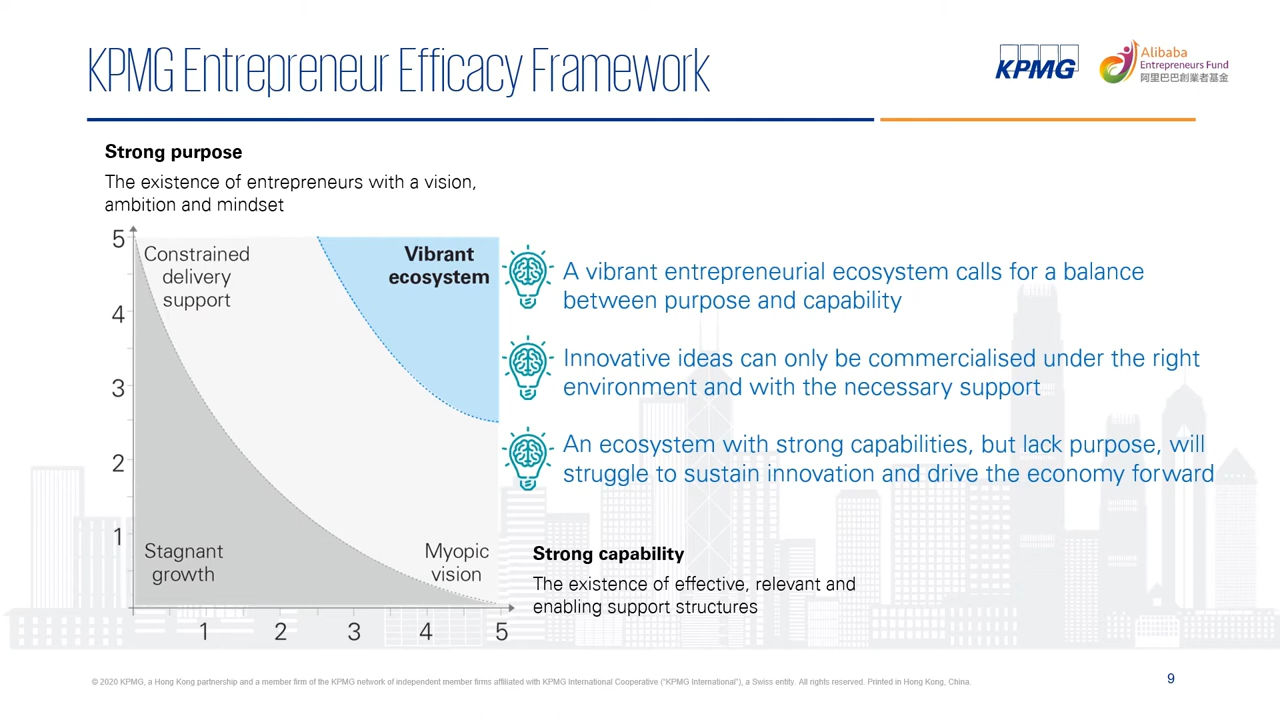 KPMG Entrepreneur Efficacy Framework
KPMG
Alibaba
Entrepreneurs Fund
阿里巴巴創業者基金
Strong purpose
The existence of entrepreneurs with a vision,
ambition and mindset
5
4
3
2
1
Constrained
delivery
support
Vibrant
ecosystem
Stagnant
growth
Myopic
vision
1 2 3 4 5
A vibrant entrepreneurial ecosystem calls for a balance
between purpose and capability
Innovative ideas can only be commercialised under the right
environment and with the necessary support
An ecosystem with strong capabilities, but lack purpose, will
struggle to sustain innovation and drive the economy forward
Strong capability
The existence of effective, relevant and
enabling support structures
© 2020 KPMG, a Hong Kong partnership and a member firm of the KPMG network of independent member firms affiliated with KPMG International Cooperative ("KPMG International"), a Swiss entity. All rights reserved. Printed in Hong Kong, China.
9